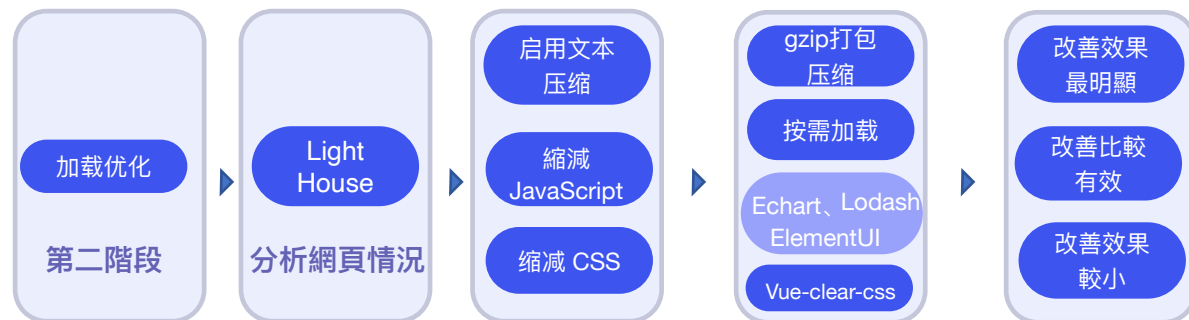 加载优化
第二階段
Light
House
分析網頁情況
启用文本
压缩
縮減
JavaScript
缩减 CSS
gzip打包
压缩
按需加载
Echart、Lodash
ElementUI
Vue-clear-css
改善效果
最明顯
改善比較
有效
改善效果
較小